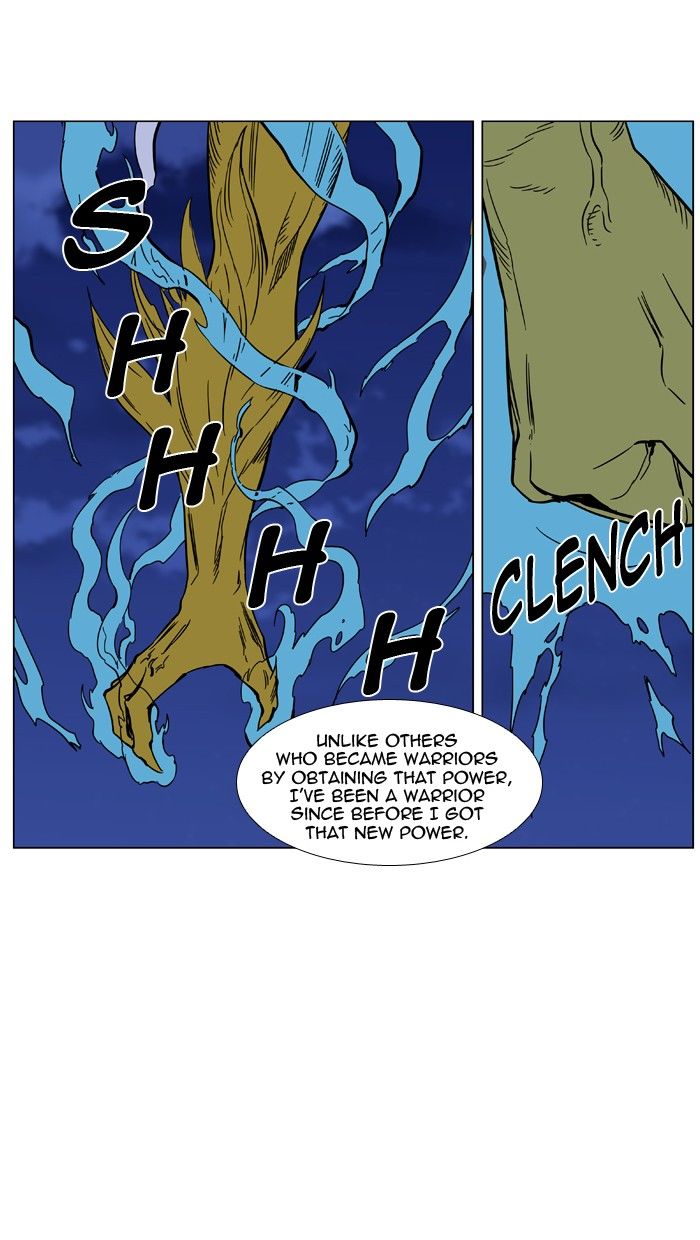 SHHHH
CLENCH
UNLIKE OTHERS
WHO BECAME WARRIORS
BY OBTAINING THAT POWER,
I'VE BEEN A WARRIOR
SINCE BEFORE I GOT
THAT NEW POWER.